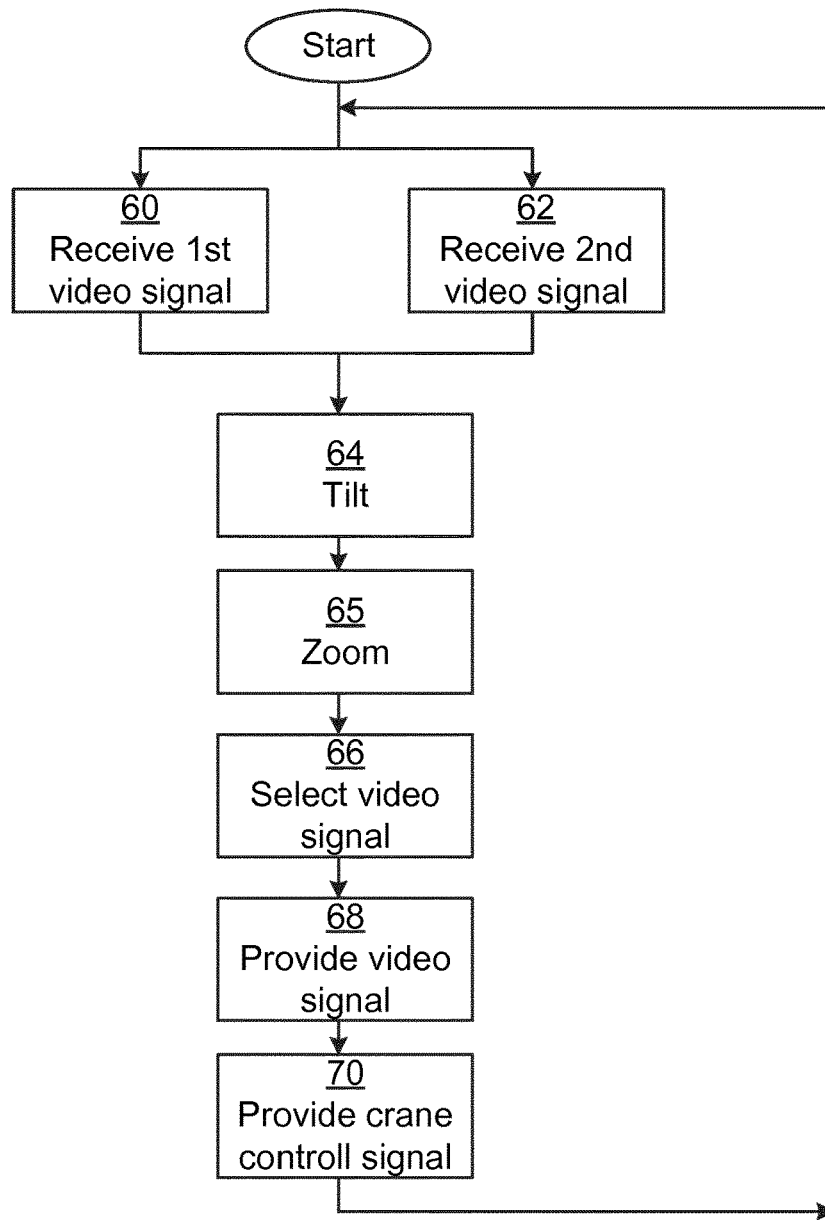 Start
60
Receive 1st
video signal
62
Receive 2nd
video signal
64
Tilt
65
Zoom
66
Select video
signal
68
Provide video
signal
70
Provide crane
controll signal